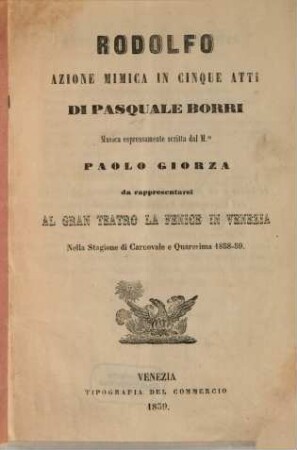 RODOLFO
AZIONE MIMICA IN CINQUE ATTI
DI PASQUALE BORRI
Musica espressamente scritta dal M.º
PAOLO GIORZA
da rappresentarsi
AL GRAN TEATRO LA FENICE IN VENEZIA
Nella Stagione di Carnovale e Quaresima 1858-59.
VENEZIA
TIPOGRAFIA DEL COMMERCIO
1859.